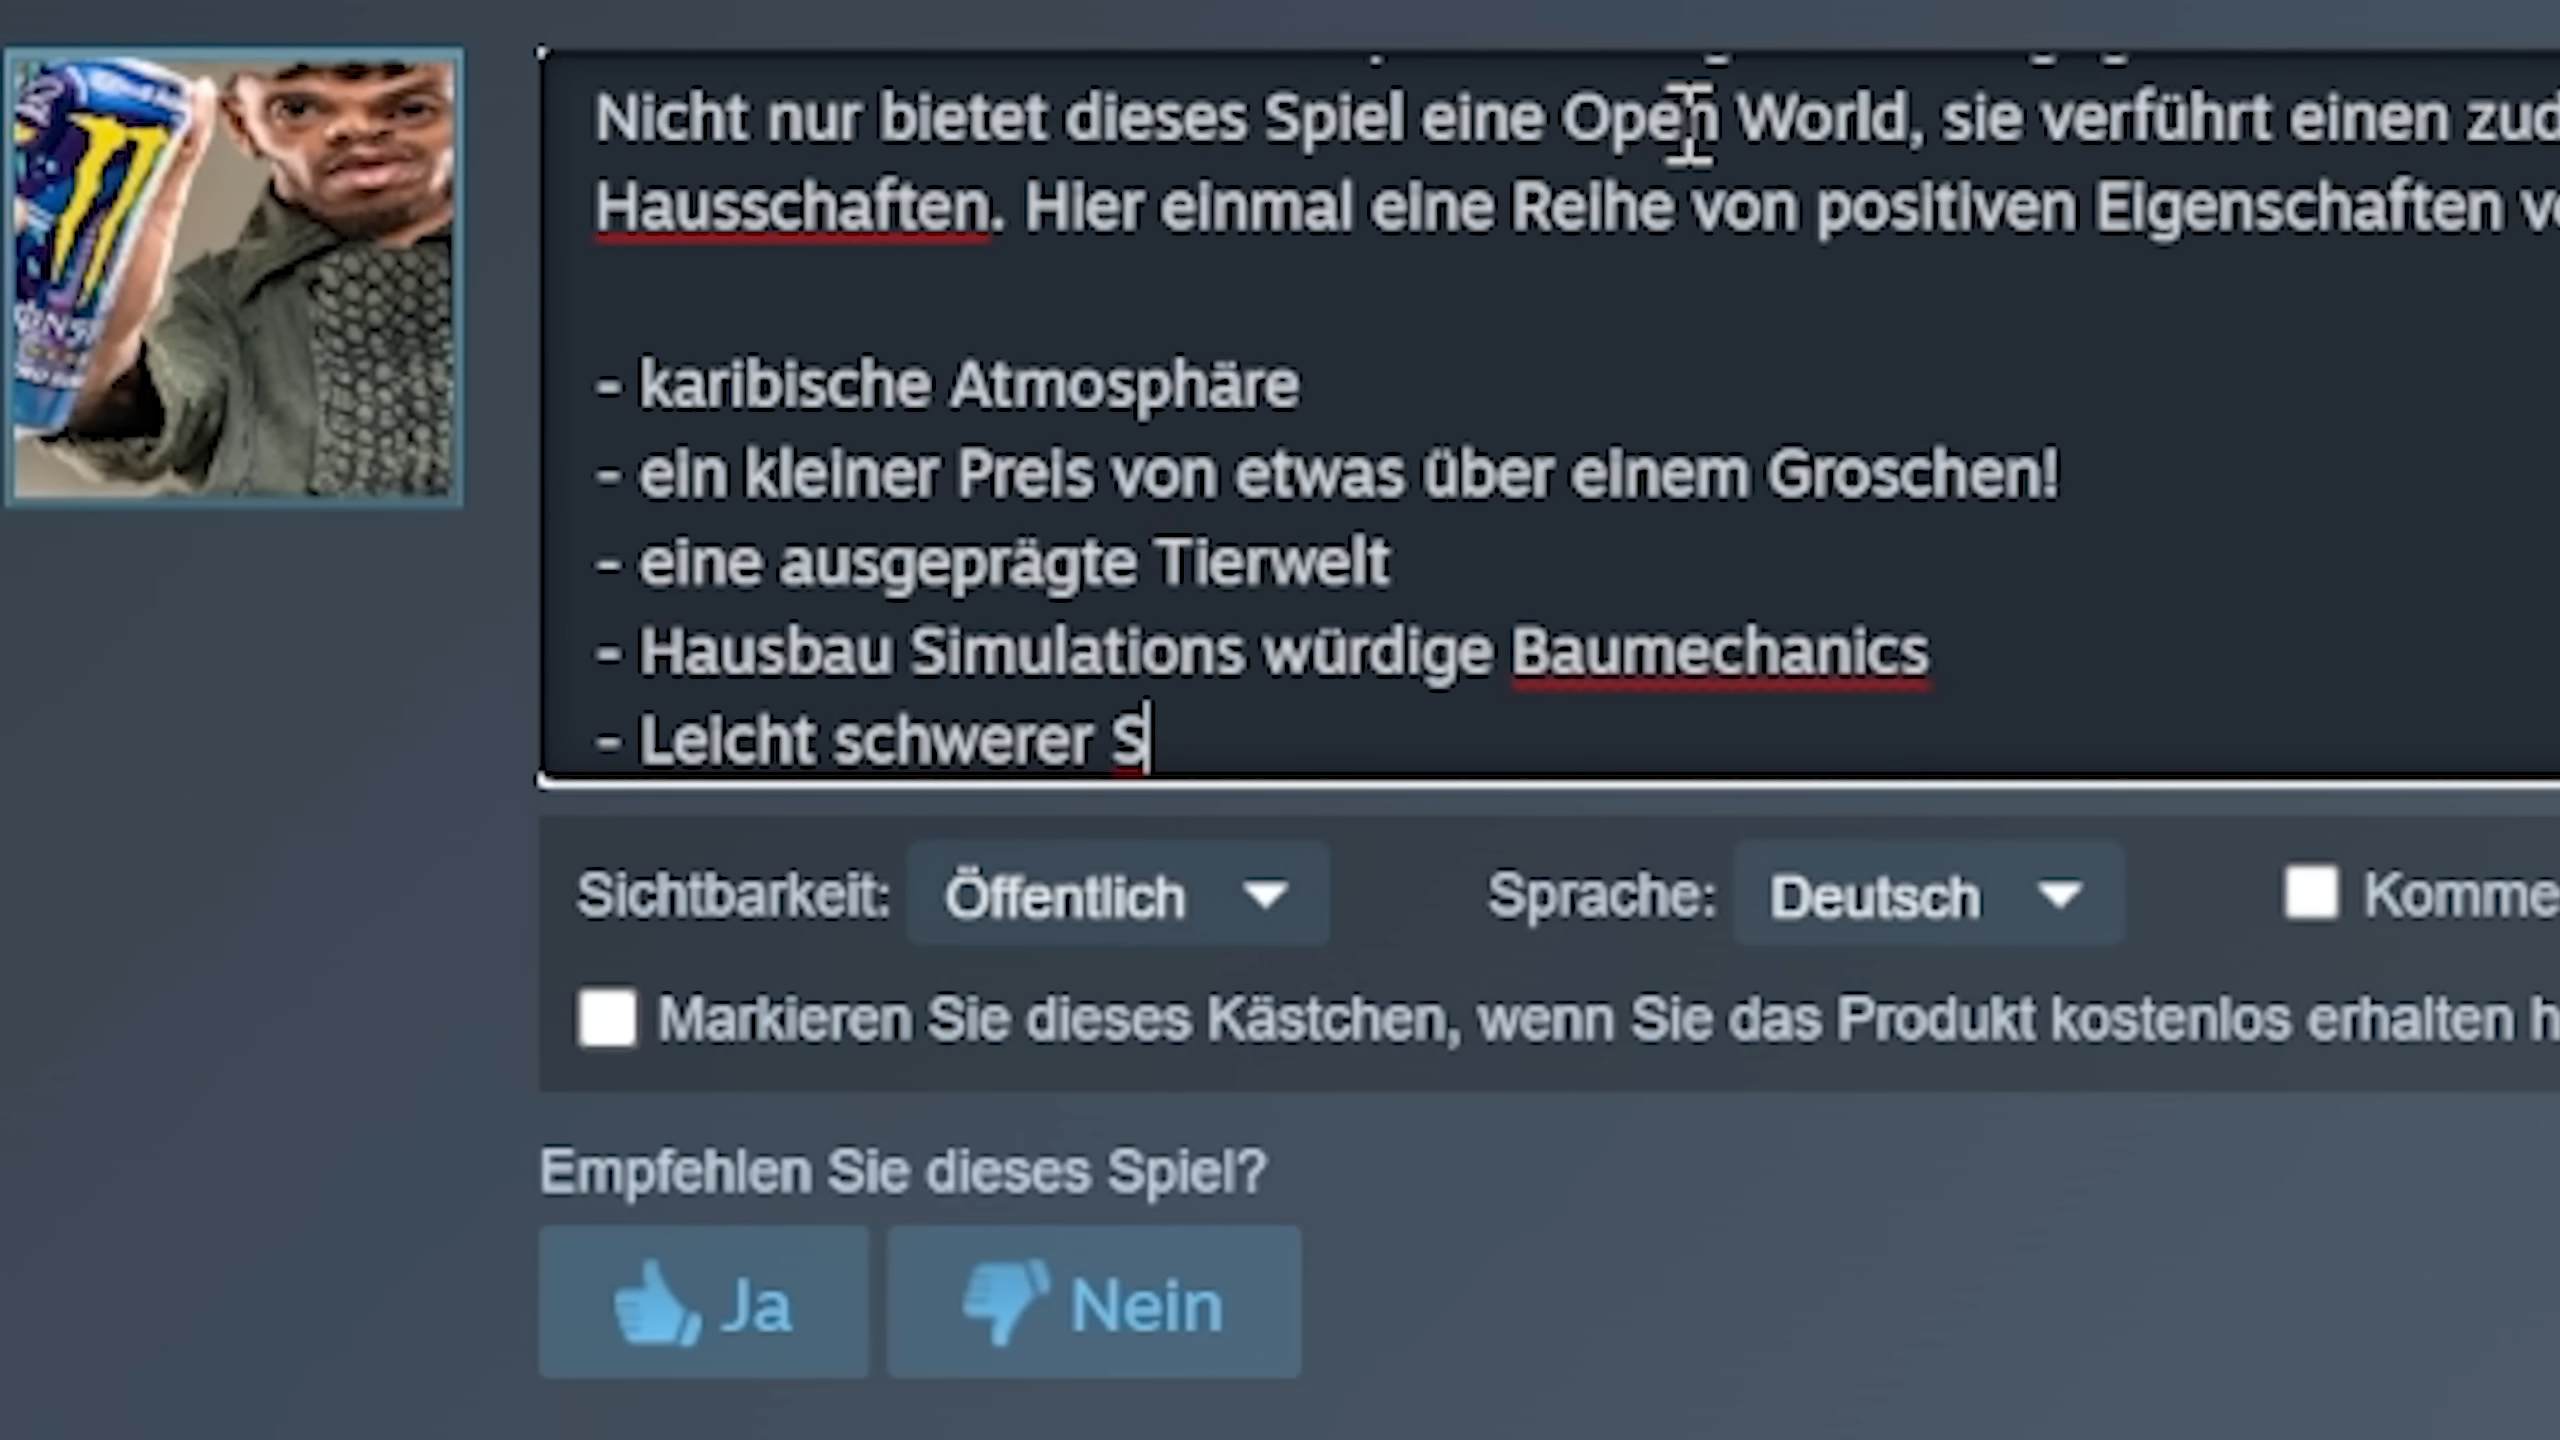 Nicht nur bietet dieses Spiel eine Open World, sie verführt einen
Hausschaften. Hier einmal eine Reihe von positiven Eigenschaften
- karibische Atmosphäre
- ein kleiner Preis von etwas über einem Groschen!
- eine ausgeprägte Tierwelt
- Hausbau Simulations würdige Baumechanics
- Leicht schwerer S
Sichtbarkeit: Öffentlich Sprache: Deutsch
Markieren Sie dieses Kästchen, wenn Sie das Produkt kostenlos erhalten
Empfehlen Sie dieses Spiel?
Ja Nein